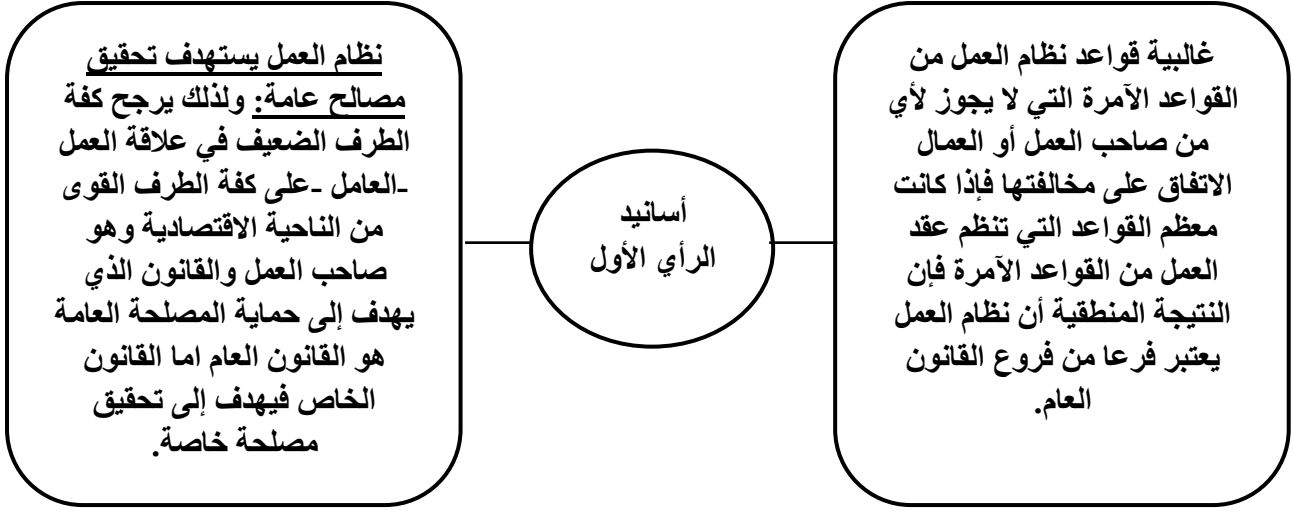 غالبية قواعد نظام العمل من
القواعد الآمرة التي لا يجوز لأي
من صاحب العمل أو العمال
الاتفاق على مخالفتها فإذا كانت
معظم القواعد التي تنظم عقد
العمل من القواعد الآمرة فإن
النتيجة المنطقية أن نظام العمل
يعتبر فرعا من فروع القانون
العام.
أسانيد
الرأي الأول
نظام العمل يستهدف تحقيق
مصالح عامة: ولذلك يرجح كفة
الطرف الضعيف في علاقة العمل
-العامل -على كفة الطرف القوى
من الناحية الاقتصادية وهو
صاحب العمل والقانون الذي
يهدف إلى حماية المصلحة العامة
هو القانون العام اما القانون
الخاص فيهدف إلى تحقيق
مصلحة خاصة.